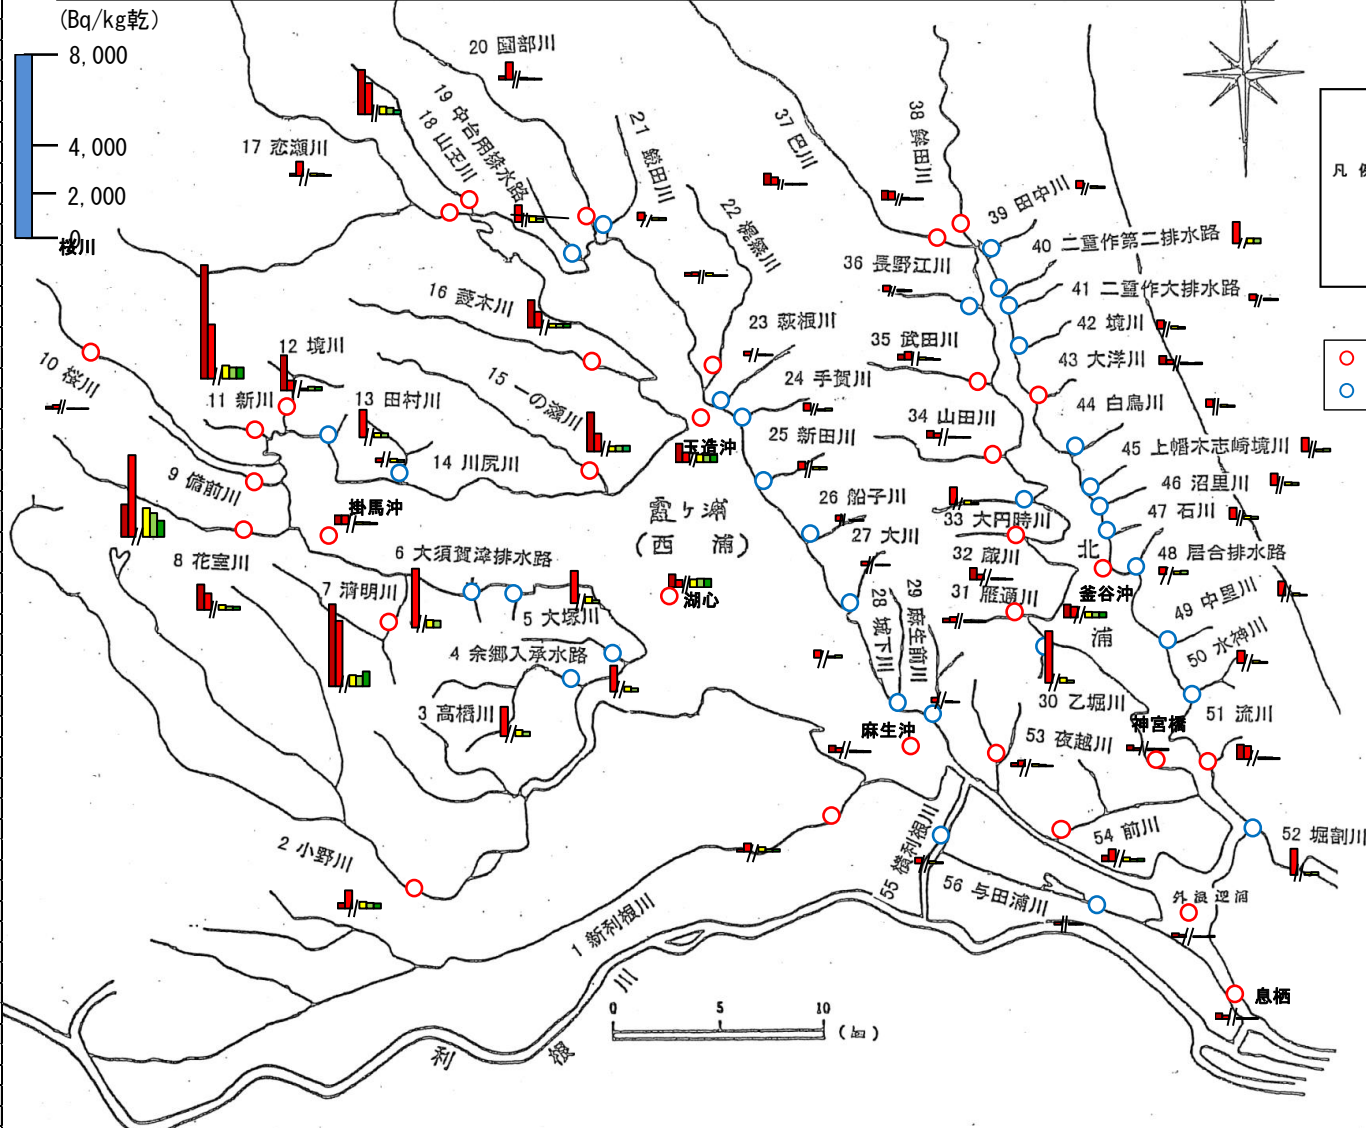 (Bq/kg乾)
8,000
4,000
2,000
0
桜川
20 園部川
19 中台用排水路
18 山王川
17 恋瀬川
21 鎌田川
37 巴川
38 鉾田川
22 梶無川
39 田中川
40 二重作第二排水路
36 長野江川
41 二重作大排水路
16 菱木川
23 荻根川
42 境川
35 武田川
43 大洋川
12 境川
10 桜川
24 手賀川
11 新川
13 田村川
15 一の瀬川
44 白鳥川
34 山田川
25 新田川
玉造沖
45 上幡木志崎境川
14 川尻川
9 備前川
46 沼里川
26 船子川
霞ヶ浦
(西 浦)
掛馬沖
47 石川
33 大円時川
27 大川
北
浦
48 居合排水路
6 大須賀津排水路
32 蔵川
8 花室川
7 清明川
31 雁通川
釜谷沖
湖心
49 中里川
5 大塚川
28 城下川
29 麻生前川
50 水神川
4 余郷入承水路
30 乙堀川
3 高橋川
51 流川
神宮橋
麻生沖
53 夜越川
54 前川
52 堀割川
2 小野川
55 横利根川
56 与田浦川
外浪逆浦
1 新利根川
息栖
0
5
10
利
根
川
凡 例